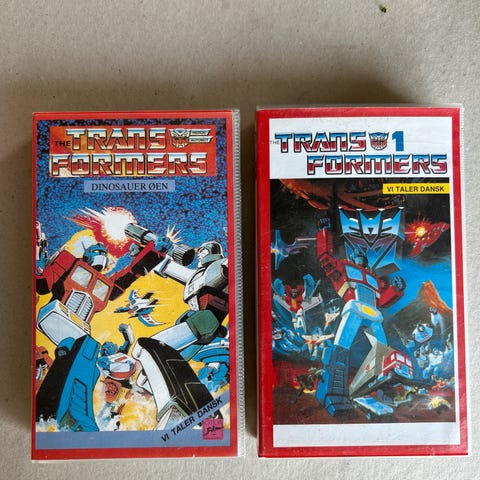 THE TRANS
FORMERS
DINOSAUER ØEN
VI TALER DANSK
THE TRANS 1
FORMERS
VI TALER DANSK